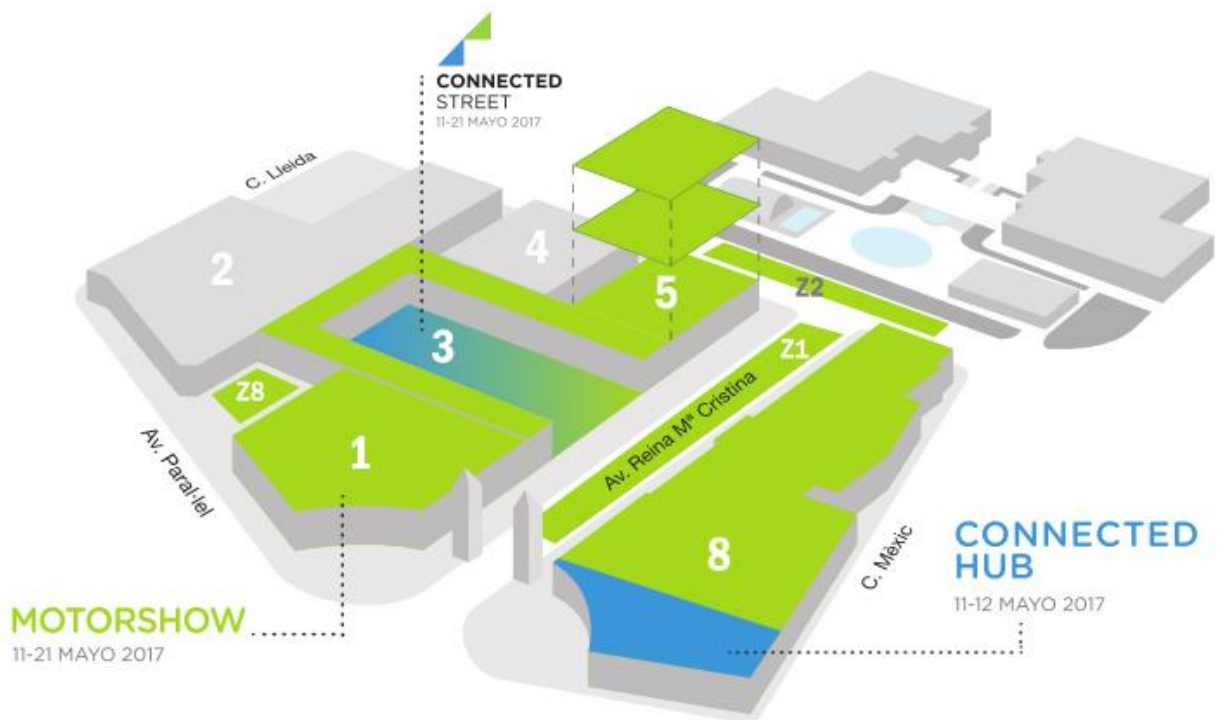 CONNECTED
STREET
11-21 MAYO 2017
C. Lleida
2
4
5
Z2
3
Z1
Z8
Av. Reina Mª Cristina
1
Av. Paral·lel
8
C. Mèxic
CONNECTED
HUB
11-12 MAYO 2017
MOTORSHOW
11-21 MAYO 2017